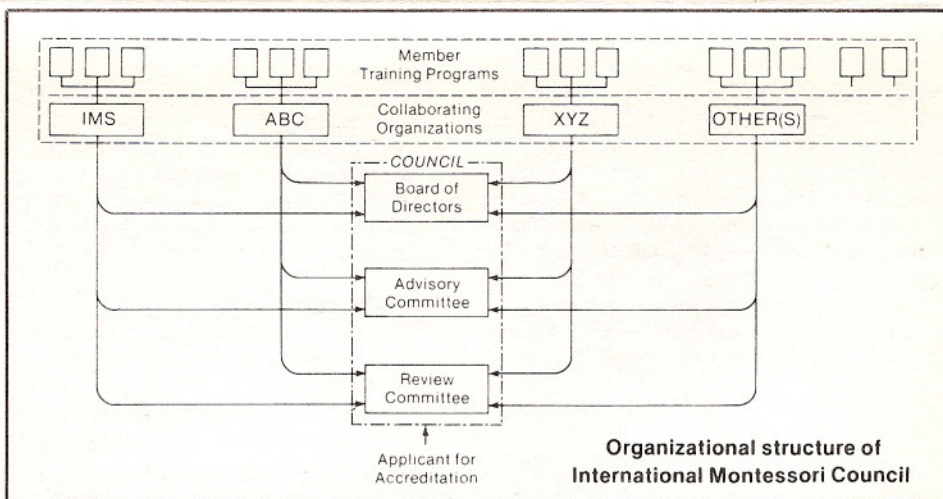 Member
Training Programs
IMS
ABC
Collaborating
Organizations
XYZ
OTHER(S)
COUNCIL
Board of
Directors
Advisory
Committee
Review
Committee
Applicant for
Accreditation
Organizational structure of
International Montessori Council